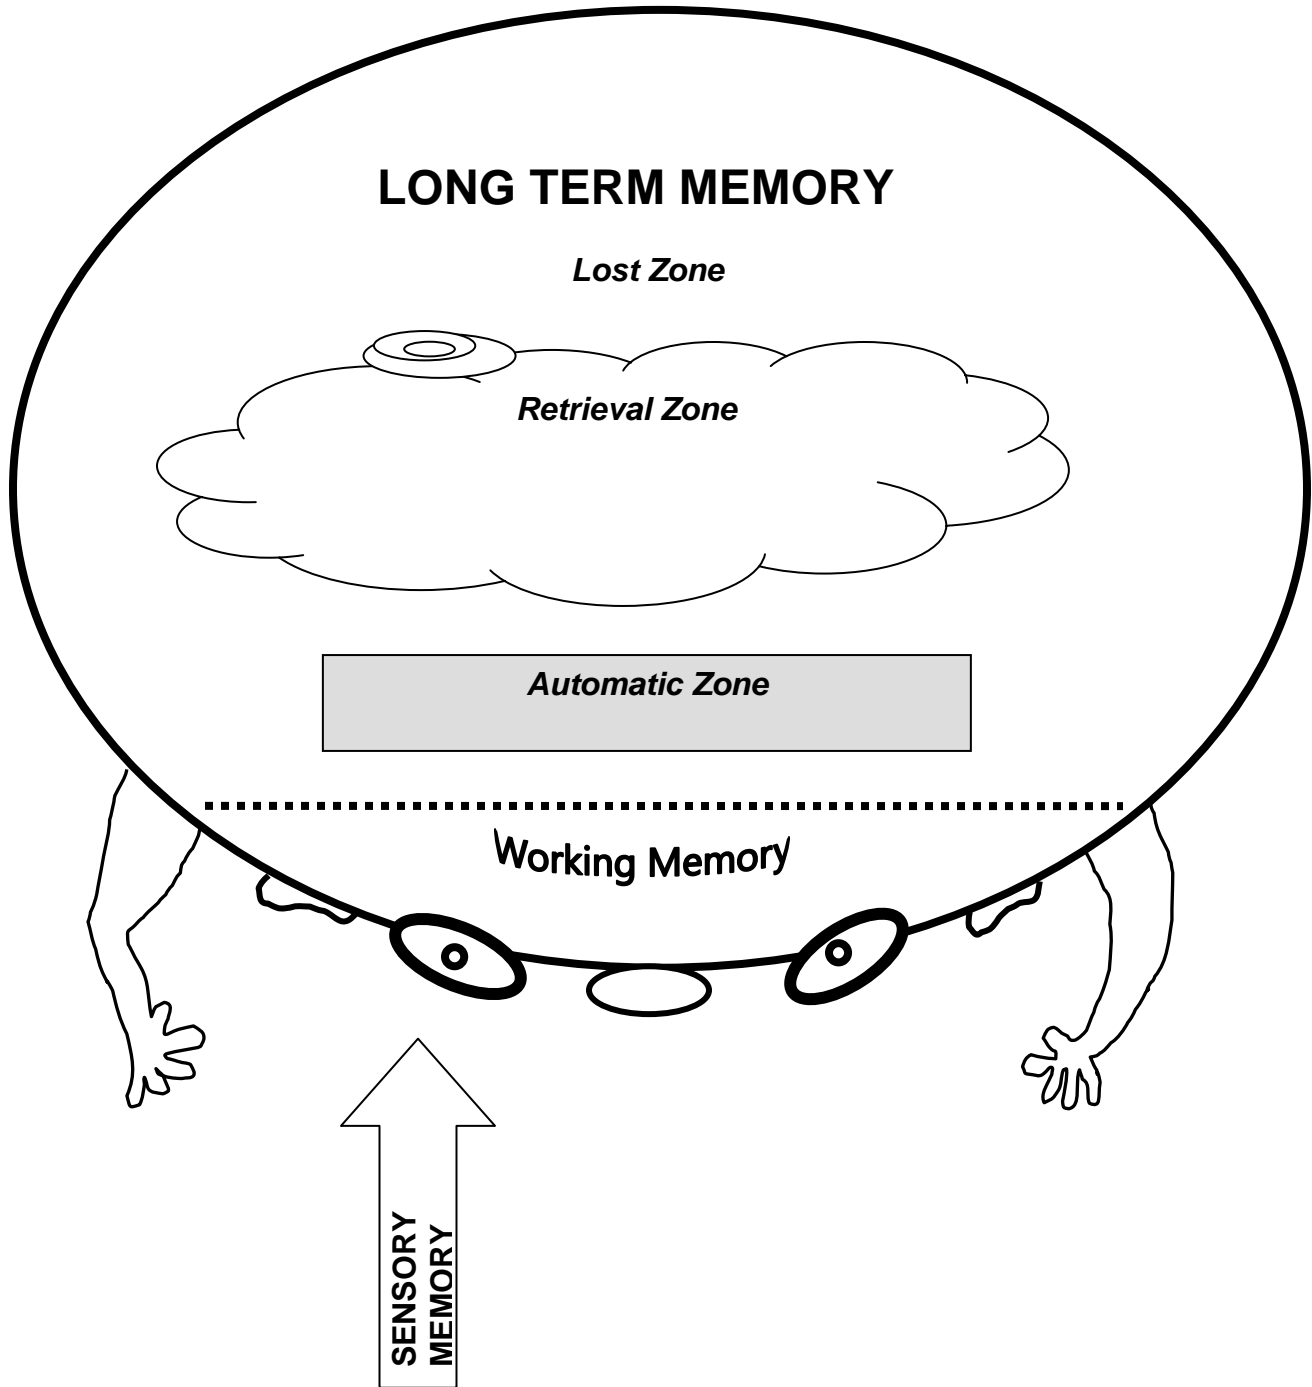 LONG TERM MEMORY
Lost Zone
Retrieval Zone
Automatic Zone
Working Memory
SENSORY
MEMORY